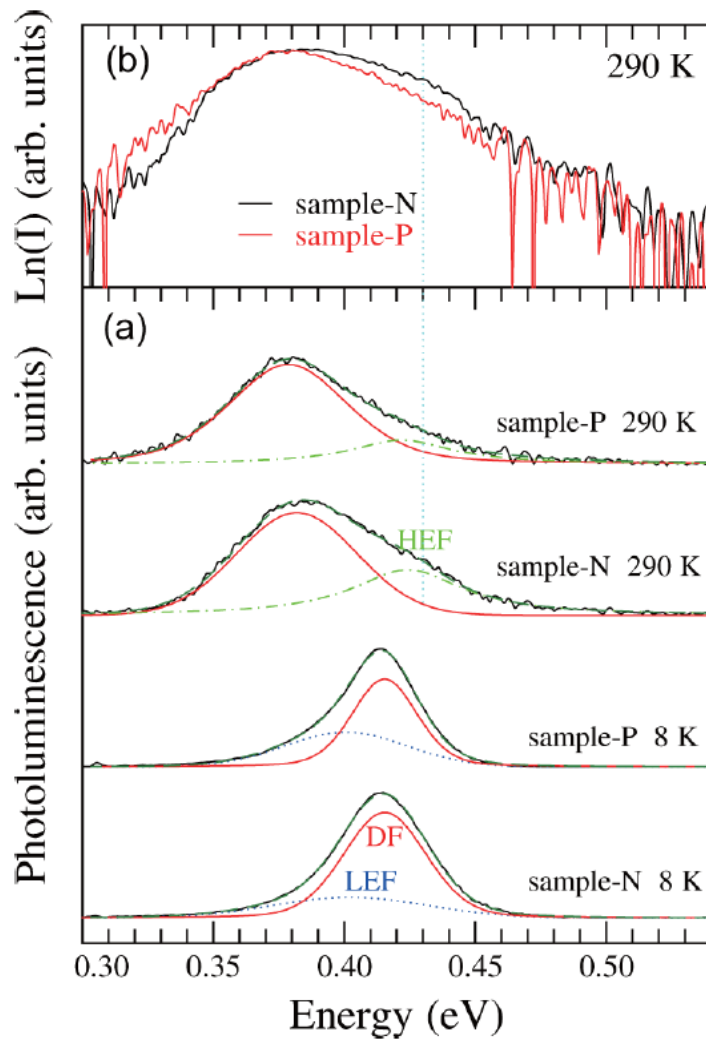 Ln(I) (arb. units)
(b)
290 K
sample-N
sample-P
Photoluminescence (arb. units)
(a)
sample-P 290 K
HEF
sample-N 290 K
sample-P 8 K
DF
LEF
sample-N 8 K
0.30 0.35 0.40 0.45 0.50
Energy (eV)